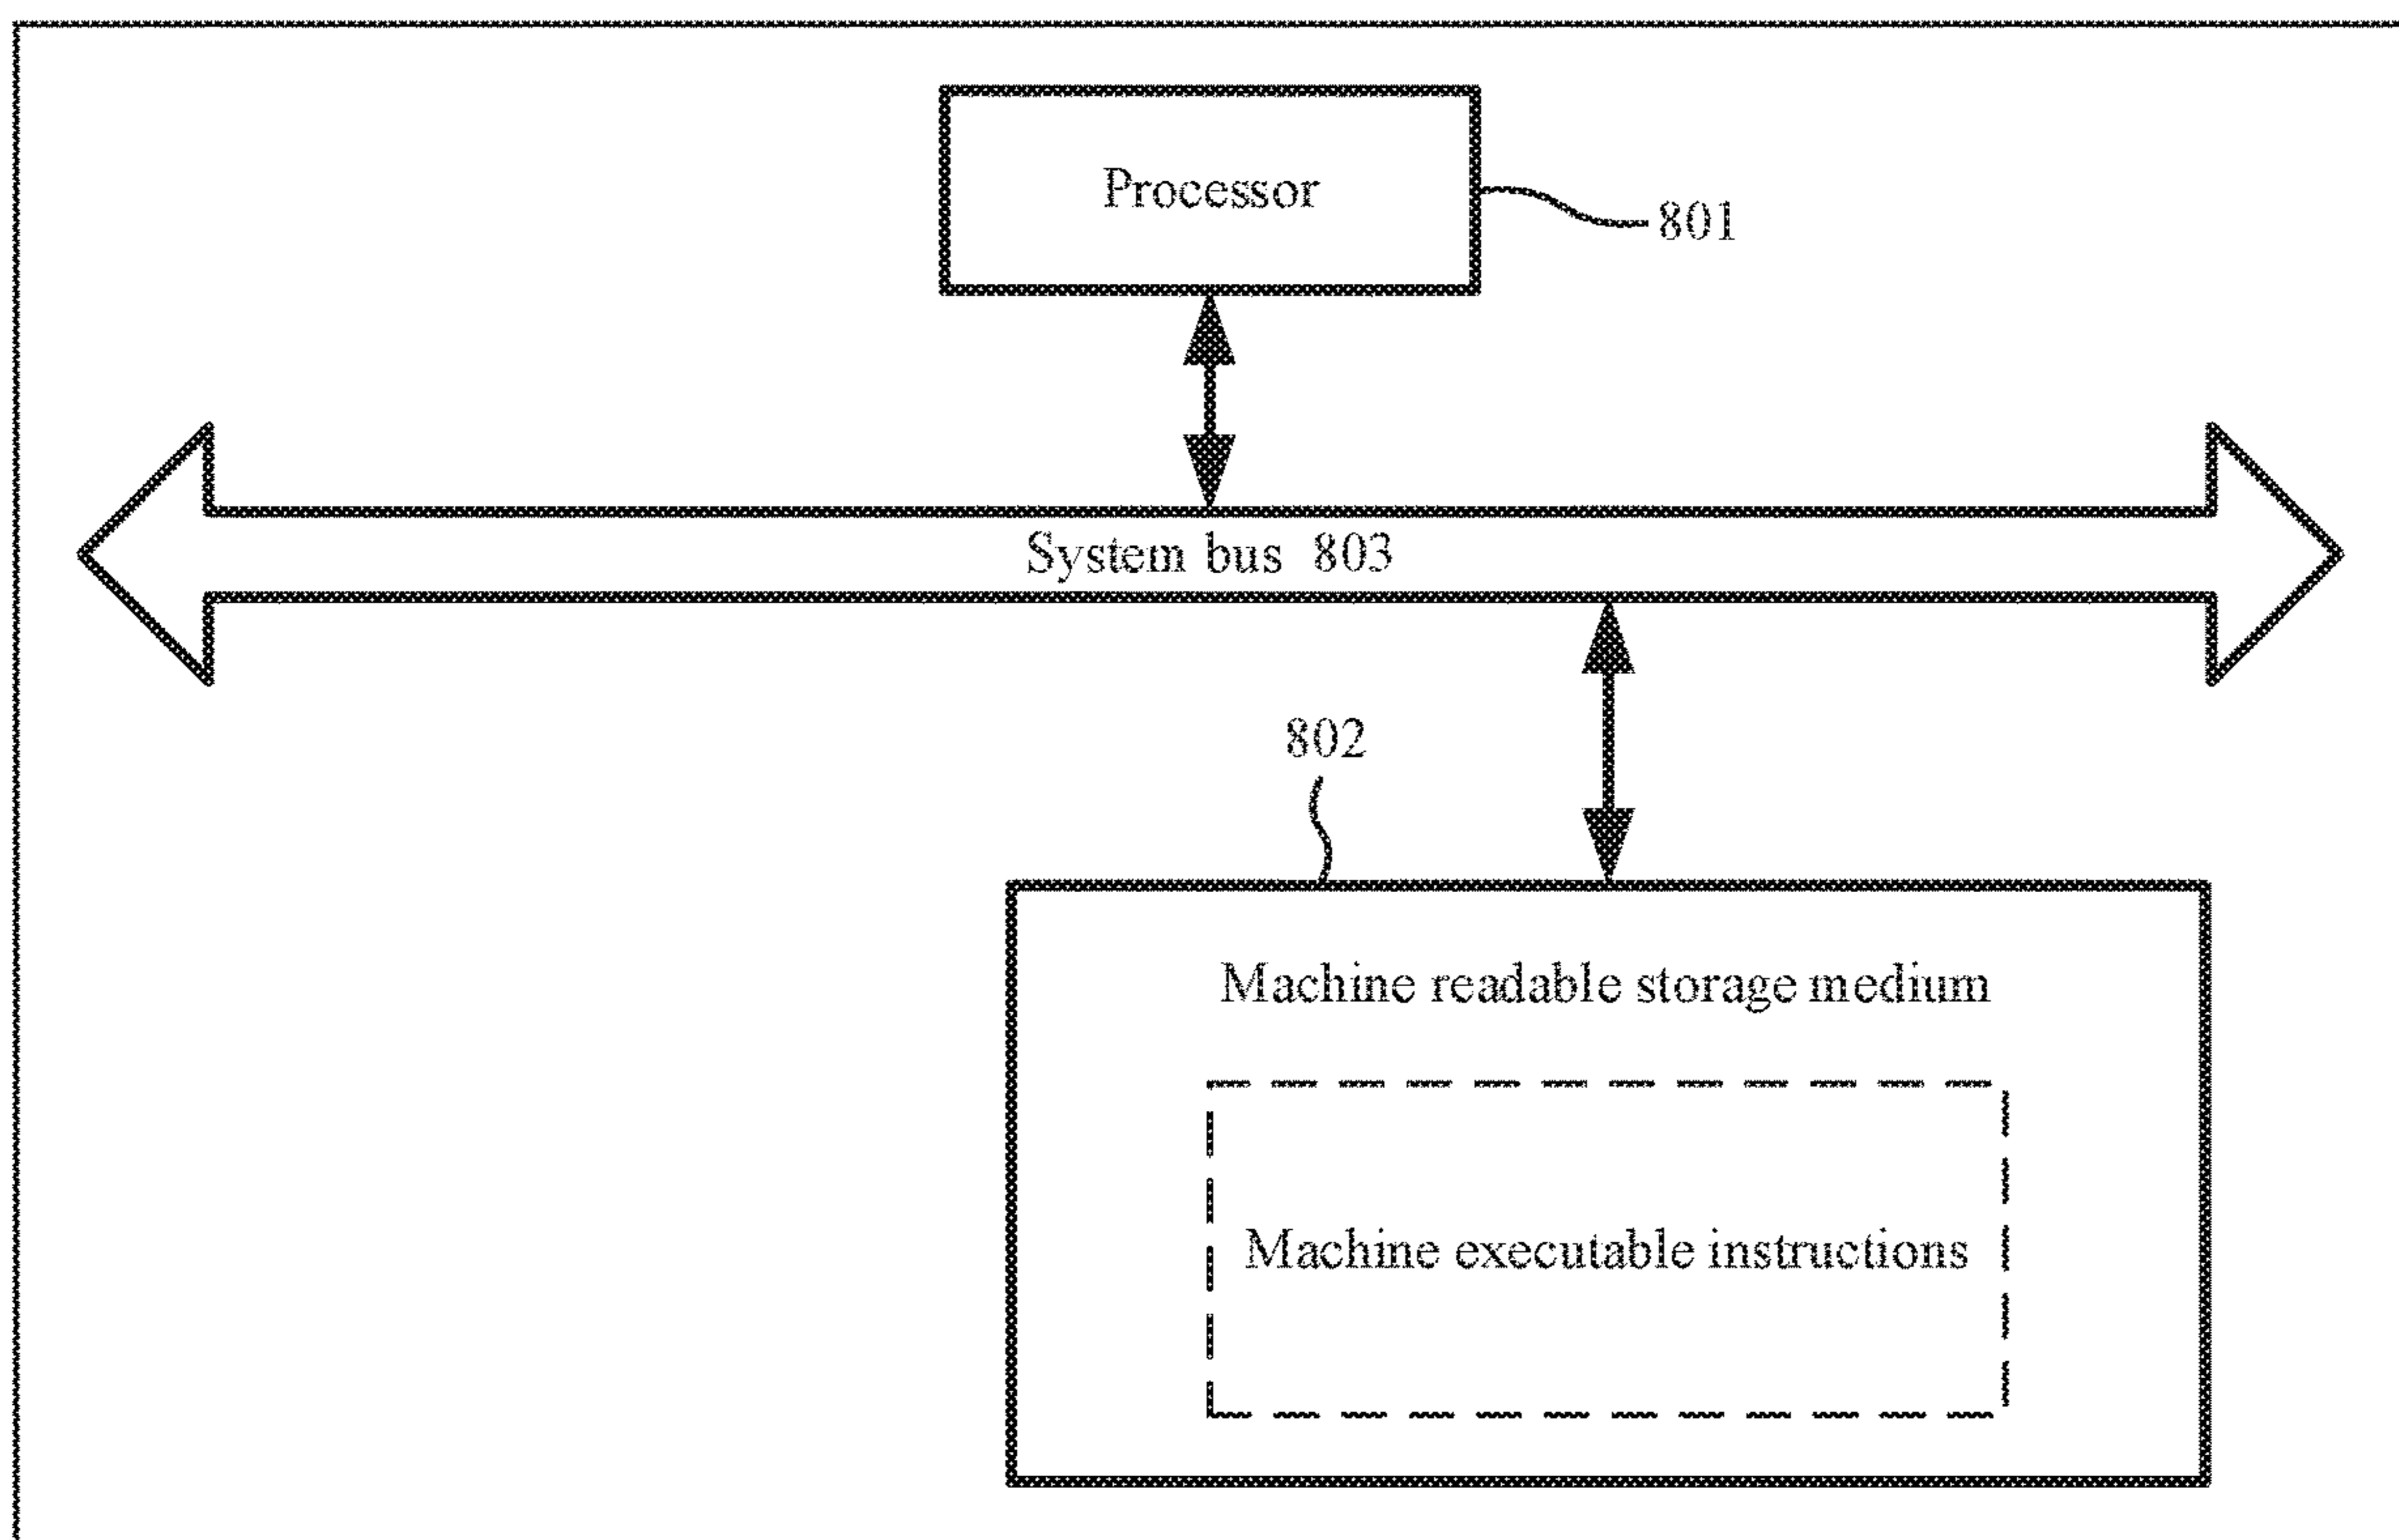 Processor
801
System bus 803
802
Machine readable storage medium
Machine executable instructions